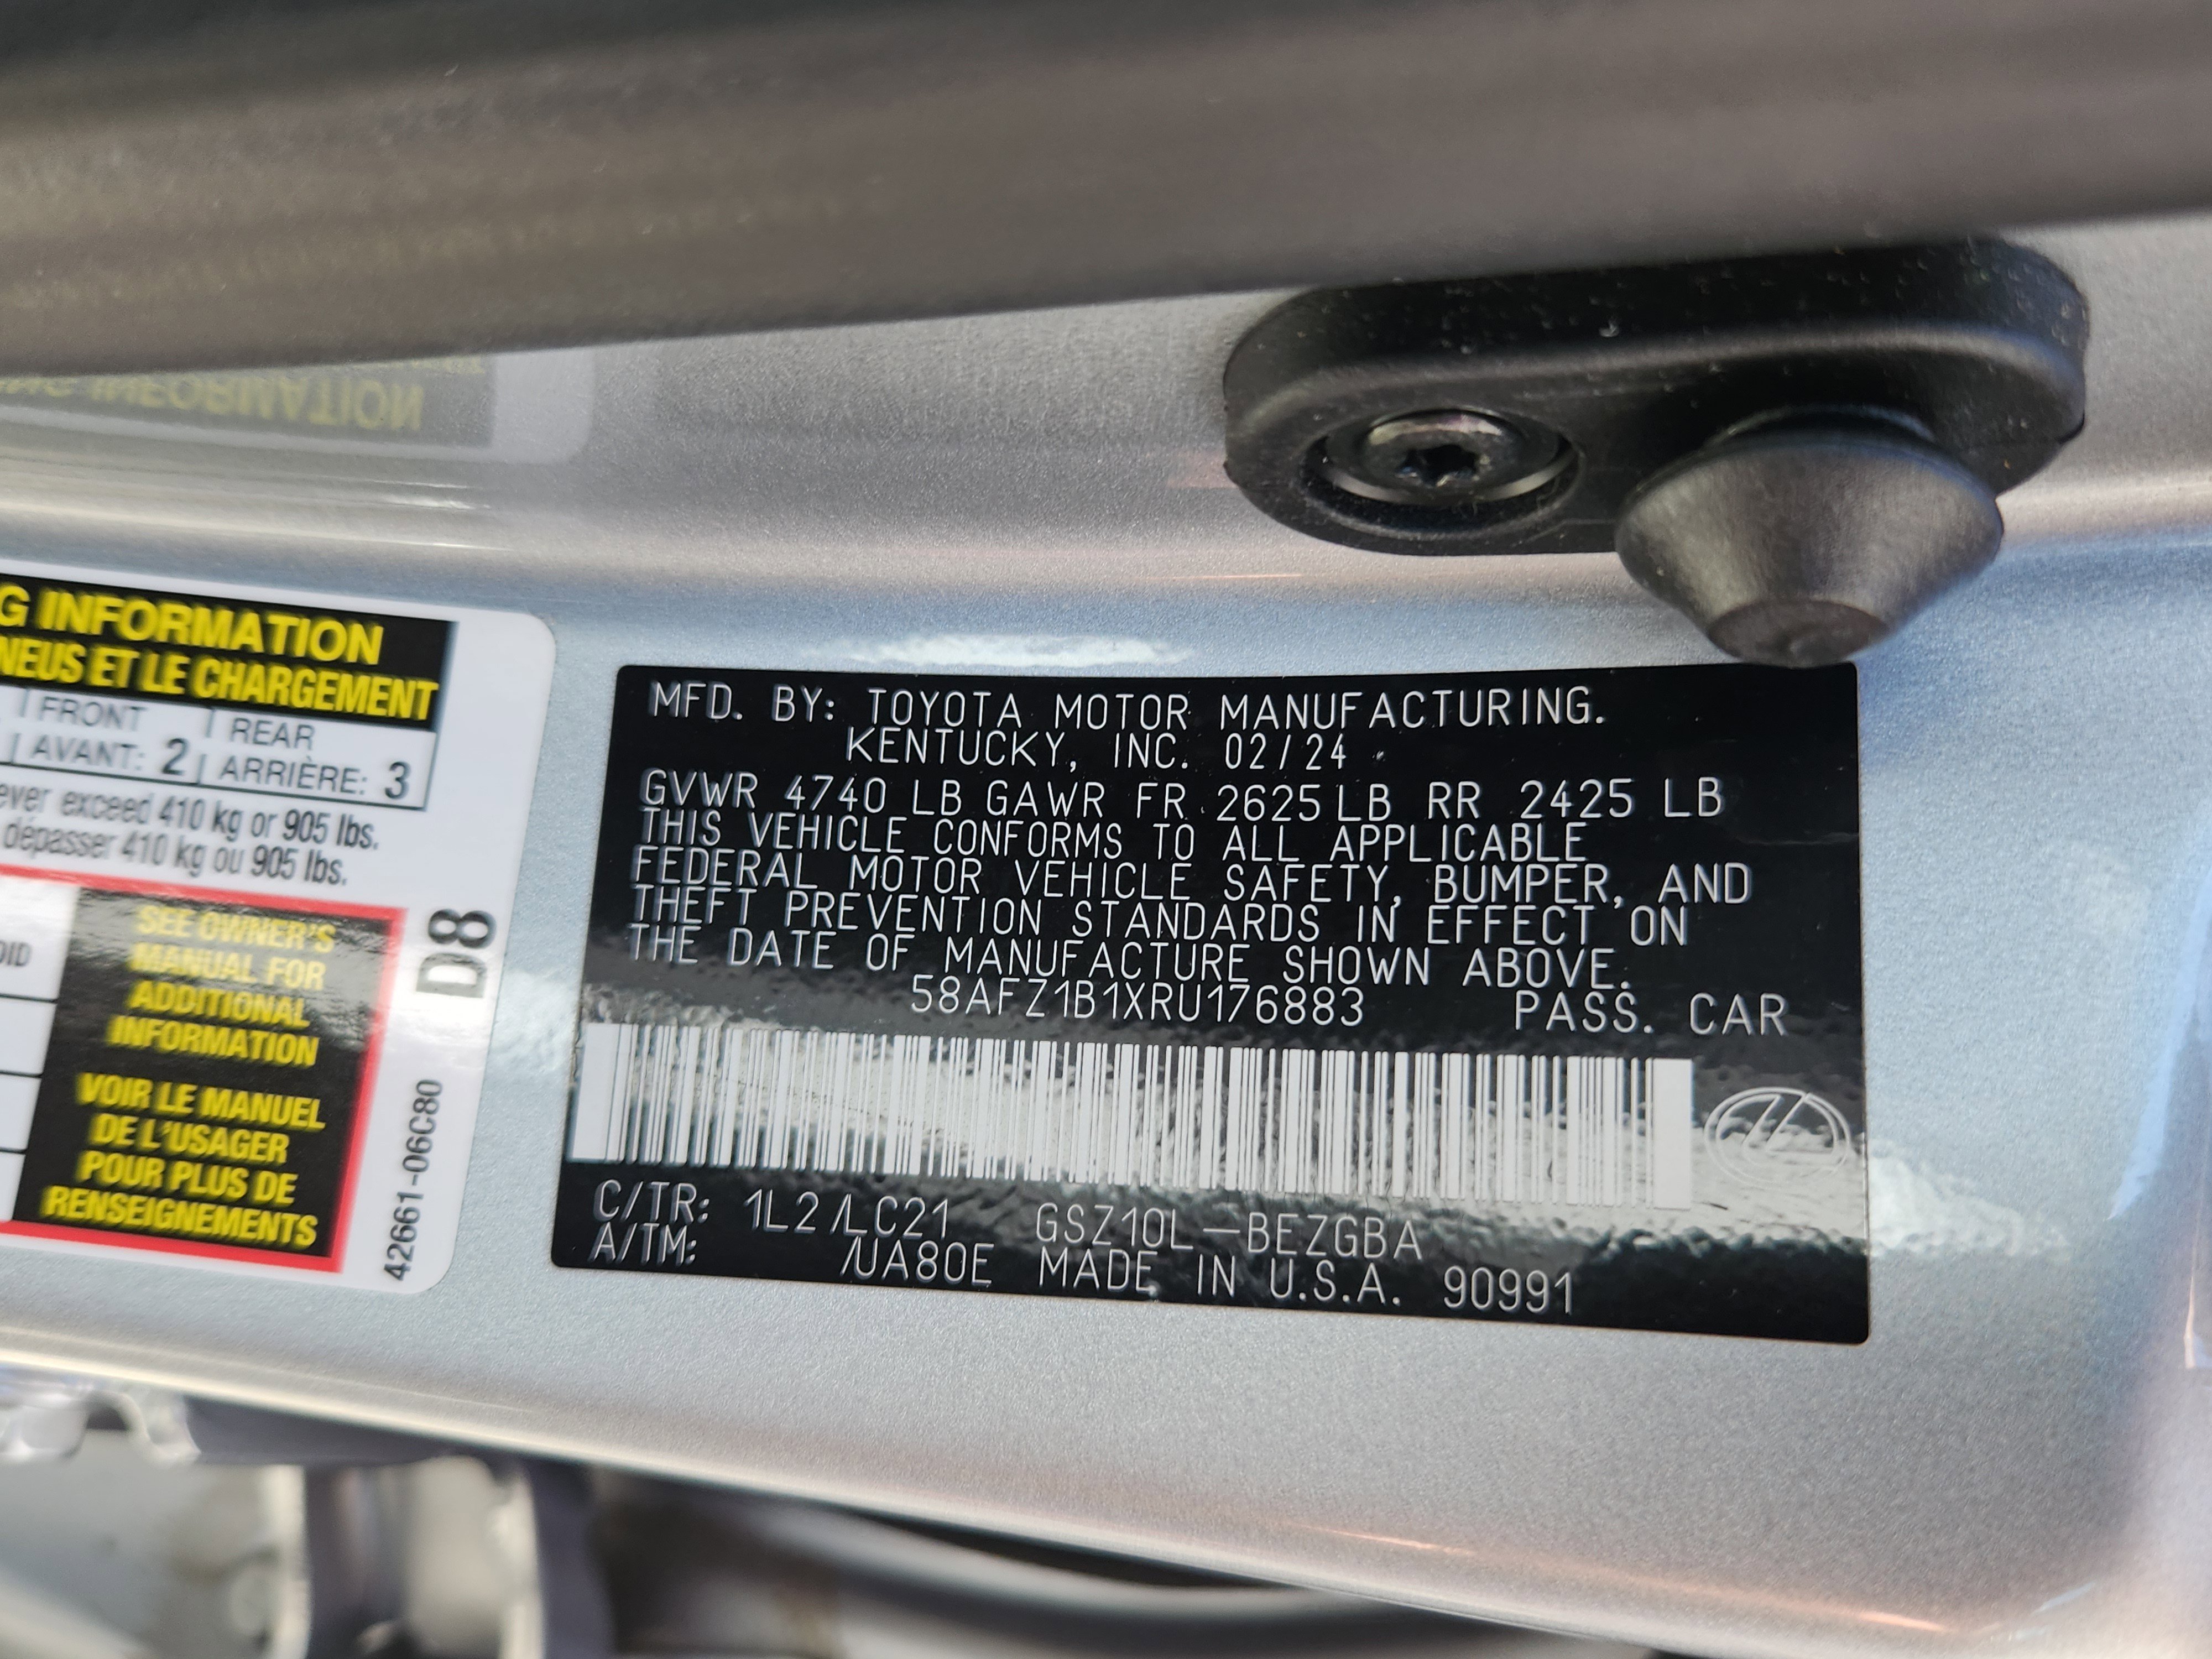 G INFORMATION
NEUS ET LE CHARGEMENT
FRONT
REAR
AVANT: 2
ARRIÈRE: 3
exceed 410 kg or 905 lbs.
dépasser 410 kg ou 905 lbs.
SEE OWNER'S
MANUAL FOR
ADDITIONAL
INFORMATION
VOIR LE MANUEL
DE L'USAGER
POUR PLUS DE
RENSEIGNEMENTS
D8
42661-06C80
MFD. BY: TOYOTA MOTOR MANUFACTURING.
KENTUCKY, INC. 02/24
GVWR 4740 LB GAWR FR 2625 LB RR 2425 LB
THIS VEHICLE CONFORMS TO ALL APPLICABLE
FEDERAL MOTOR VEHICLE SAFETY, BUMPER, AND
THEFT PREVENTION STANDARDS IN EFFECT ON
THE DATE OF MANUFACTURE SHOWN ABOVE.
58AFZ1B1XRU176883 PASS. CAR
C/TR: 1L2/LC21 GSZ10L-BEZGBA
A/TM: /UA80E MADE IN U.S.A. 90991